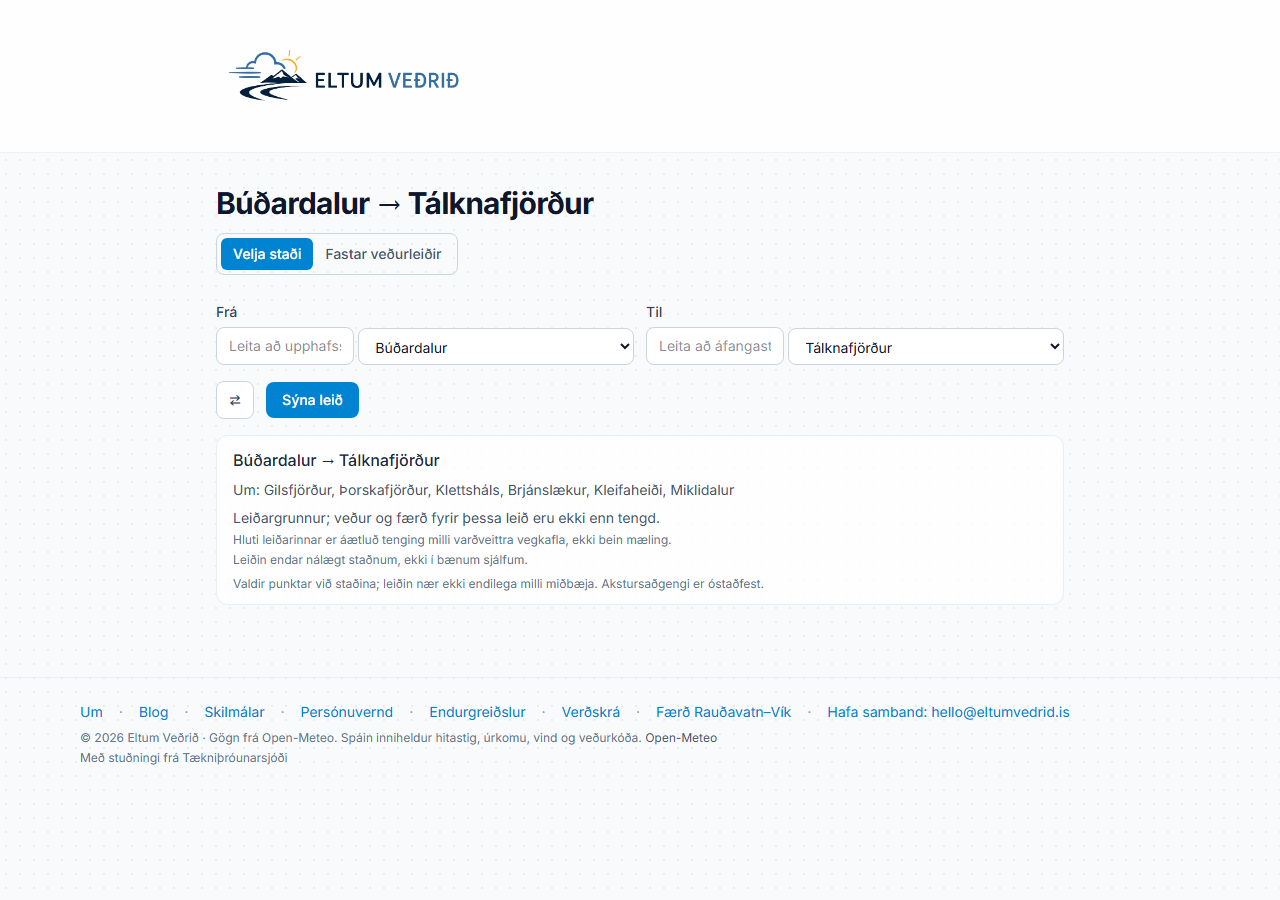 ELTUM VEÐRIÐ
Búðardalur → Tálknafjörður
Velja staði Fastar veðurleiðir
Frá Til
Leita að upphafss Búðardalur Leita að áfangast Tálknafjörður
⇄ Sýna leið
Búðardalur → Tálknafjörður
Um: Gilsfjörður, Þorskafjörður, Klettsháls, Brjánslækur, Kleifaheiði, Miklidalur
Leiðargrunnur; veður og færð fyrir þessa leið eru ekki enn tengd.
Hluti leiðarinnar er áætluð tenging milli varðveittra vegkafla, ekki bein mæling.
Leiðin endar nálægt staðnum, ekki í bænum sjálfum.
Valdir punktar við staðina; leiðin nær ekki endilega milli miðbæja. Akstursaðgengi er óstaðfest.
Um · Blog · Skilmálar · Persónuvernd · Endurgreiðslur · Verðskrá · Færð Rauðavatn–Vík · Hafa samband: hello@eltumvedrid.is
© 2026 Eltum Veðrið · Gögn frá Open-Meteo. Spáin inniheldur hitastig, úrkomu, vind og veðurkóða. Open-Meteo
Með stuðningi frá Tækniþróunarsjóði